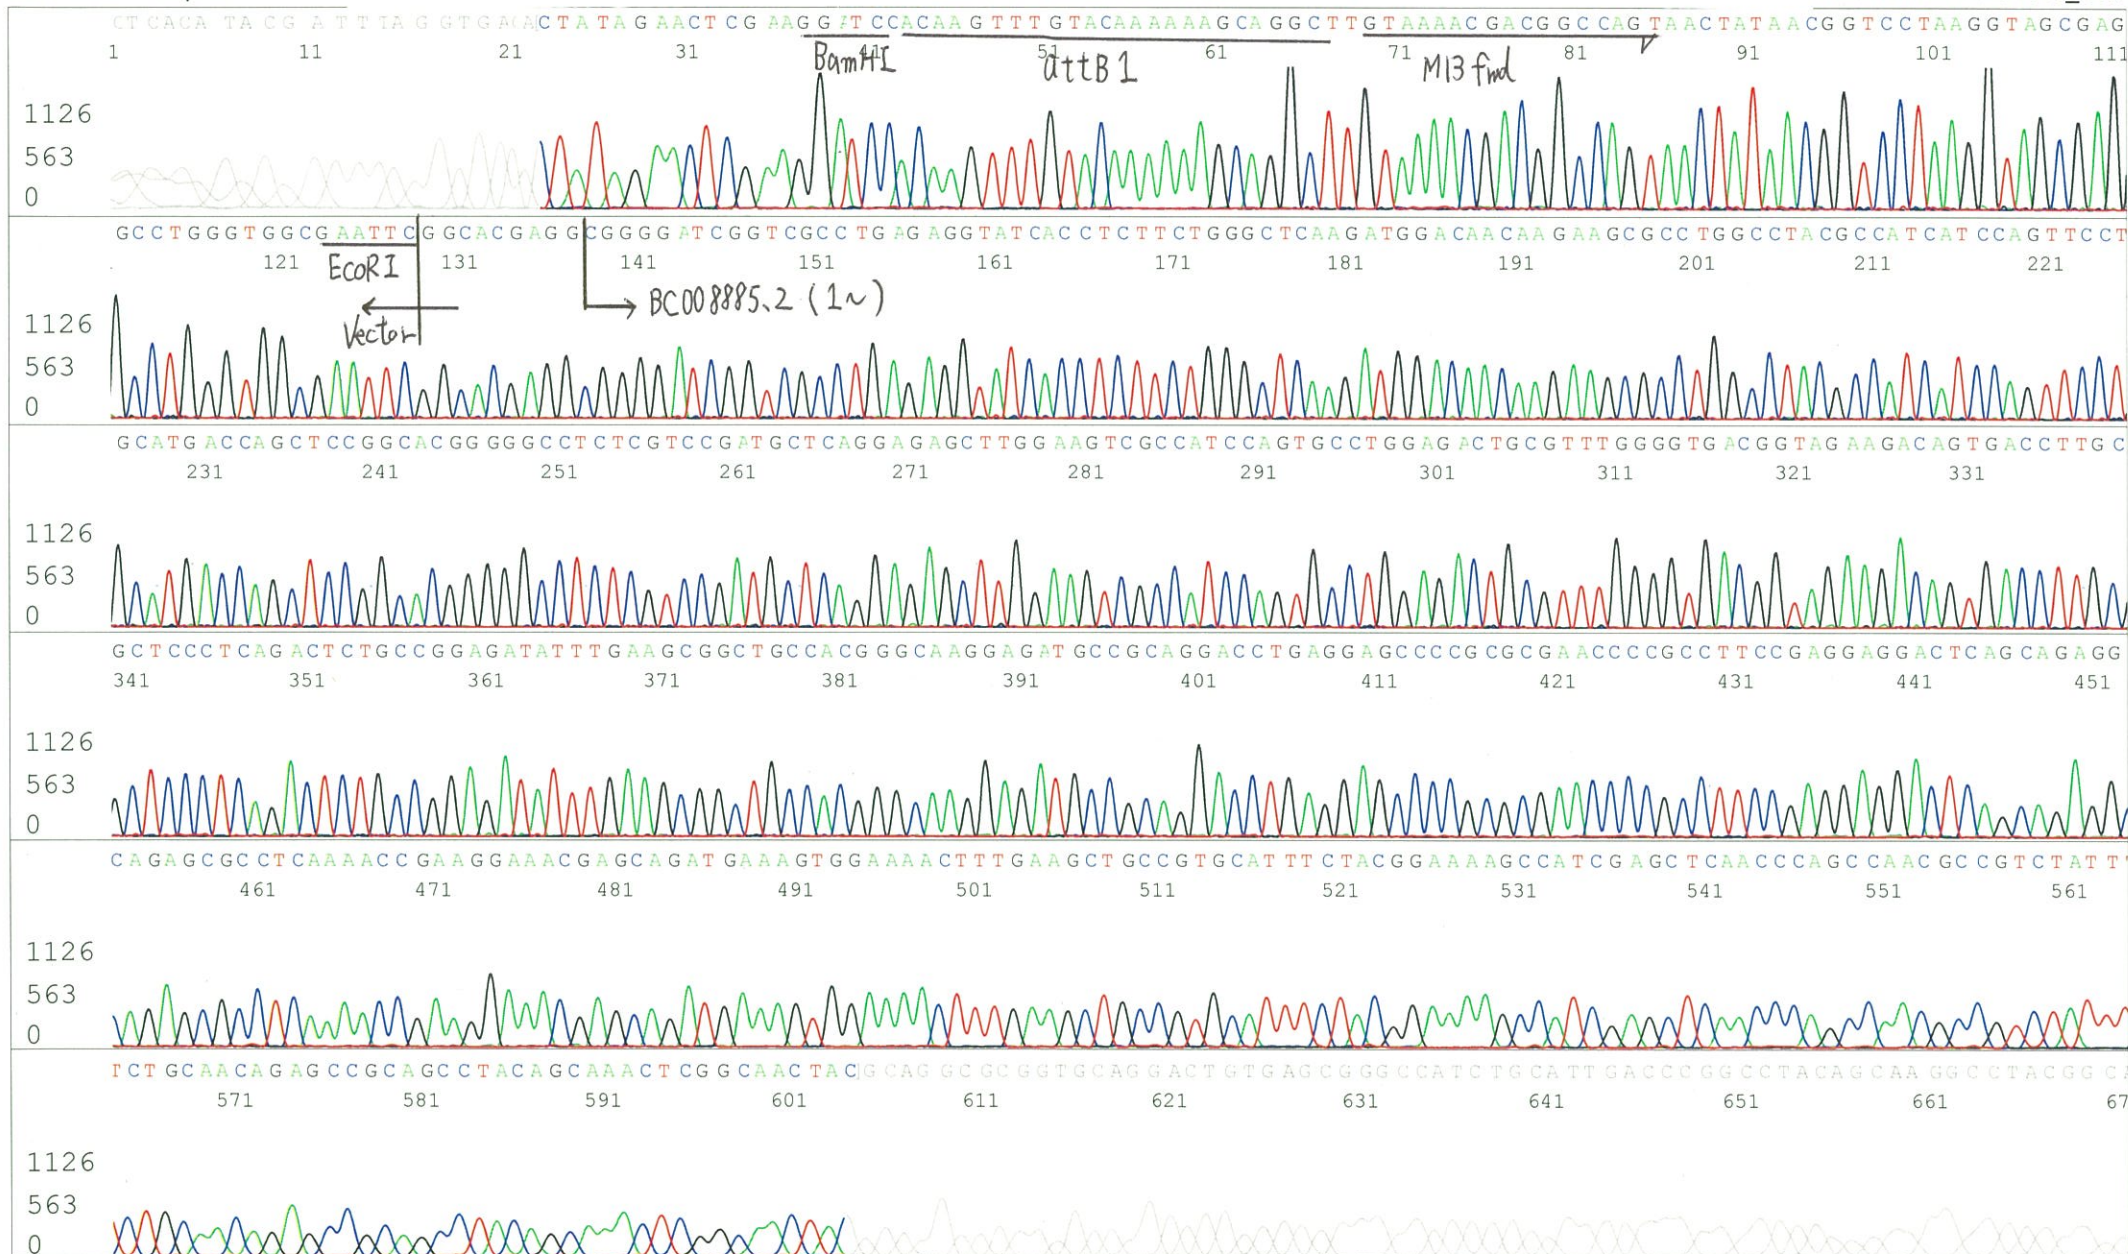 CTCACA TACG ATTTAG GTGACACTATAGAACTCG AAGGATCCACAAGTTTGTACAAAAAAGCAGGCTTGTAAAACGACGGCCAGTAACTATAACGGTCCTAAGGTAGCGAG
1 11 21 31 41 51 61 71 81 91 101 111
BamHI attB1 M13 fwd
1126
563
0
GCCTGGGTGGCGAATTCGGCACGAGGCGGGGATCGGTCGCCTGAGAGGTATCACCTCTTCTGGGCTCAAGATGGACAACAAGAAGCGCCTGGCCTACGCCATCATCCAGTTCCT
121 131 141 151 161 171 181 191 201 211 221
EcoRI
BC008885.2 (1~)
Vector
1126
563
0
GCATGACCAGCTCCGGCACGGGGGCCTCTCGTCCGATGCTCAGGAGAGCTTGGAAGTCGCCATCCAGTGCCTGGAGACTGCGTTTGGGGTGACGGTAGAAGACAGTGACCTTGC
231 241 251 261 271 281 291 301 311 321 331
1126
563
0
GCTCCCTCAGACTCTGCCGGAGATATTTGAAGCGGCTGCCACGGGCAAGGAGATGCCGCAGGACCTGAGGAGCCCCGCGCGAACCCCGCCTTCCGAGGAGGACTCAGCAGAGG
341 351 361 371 381 391 401 411 421 431 441 451
1126
563
0
CAGAGCGCCTCAAAACCGAAGGAAACGAGCAGATGAAAGTGGAAAACTTTGAAGCTGCCGTGCATTTCTACGGAAAAGCCATCGAGCTCAACCCAGCCAACGCCGTCTATT
461 471 481 491 501 511 521 531 541 551 561
1126
563
0
TCTGCAACAGAGCCGCAGCCTACAGCAAACTCGGCAACTACGCAGGCGCGGTGCAGGACTGTGAGCGGGCCATCTGCATTGACCCGGCCTACAGCAAGGCCTACGGC
571 581 591 601 611 621 631 641 651 661 67
1126
563
0